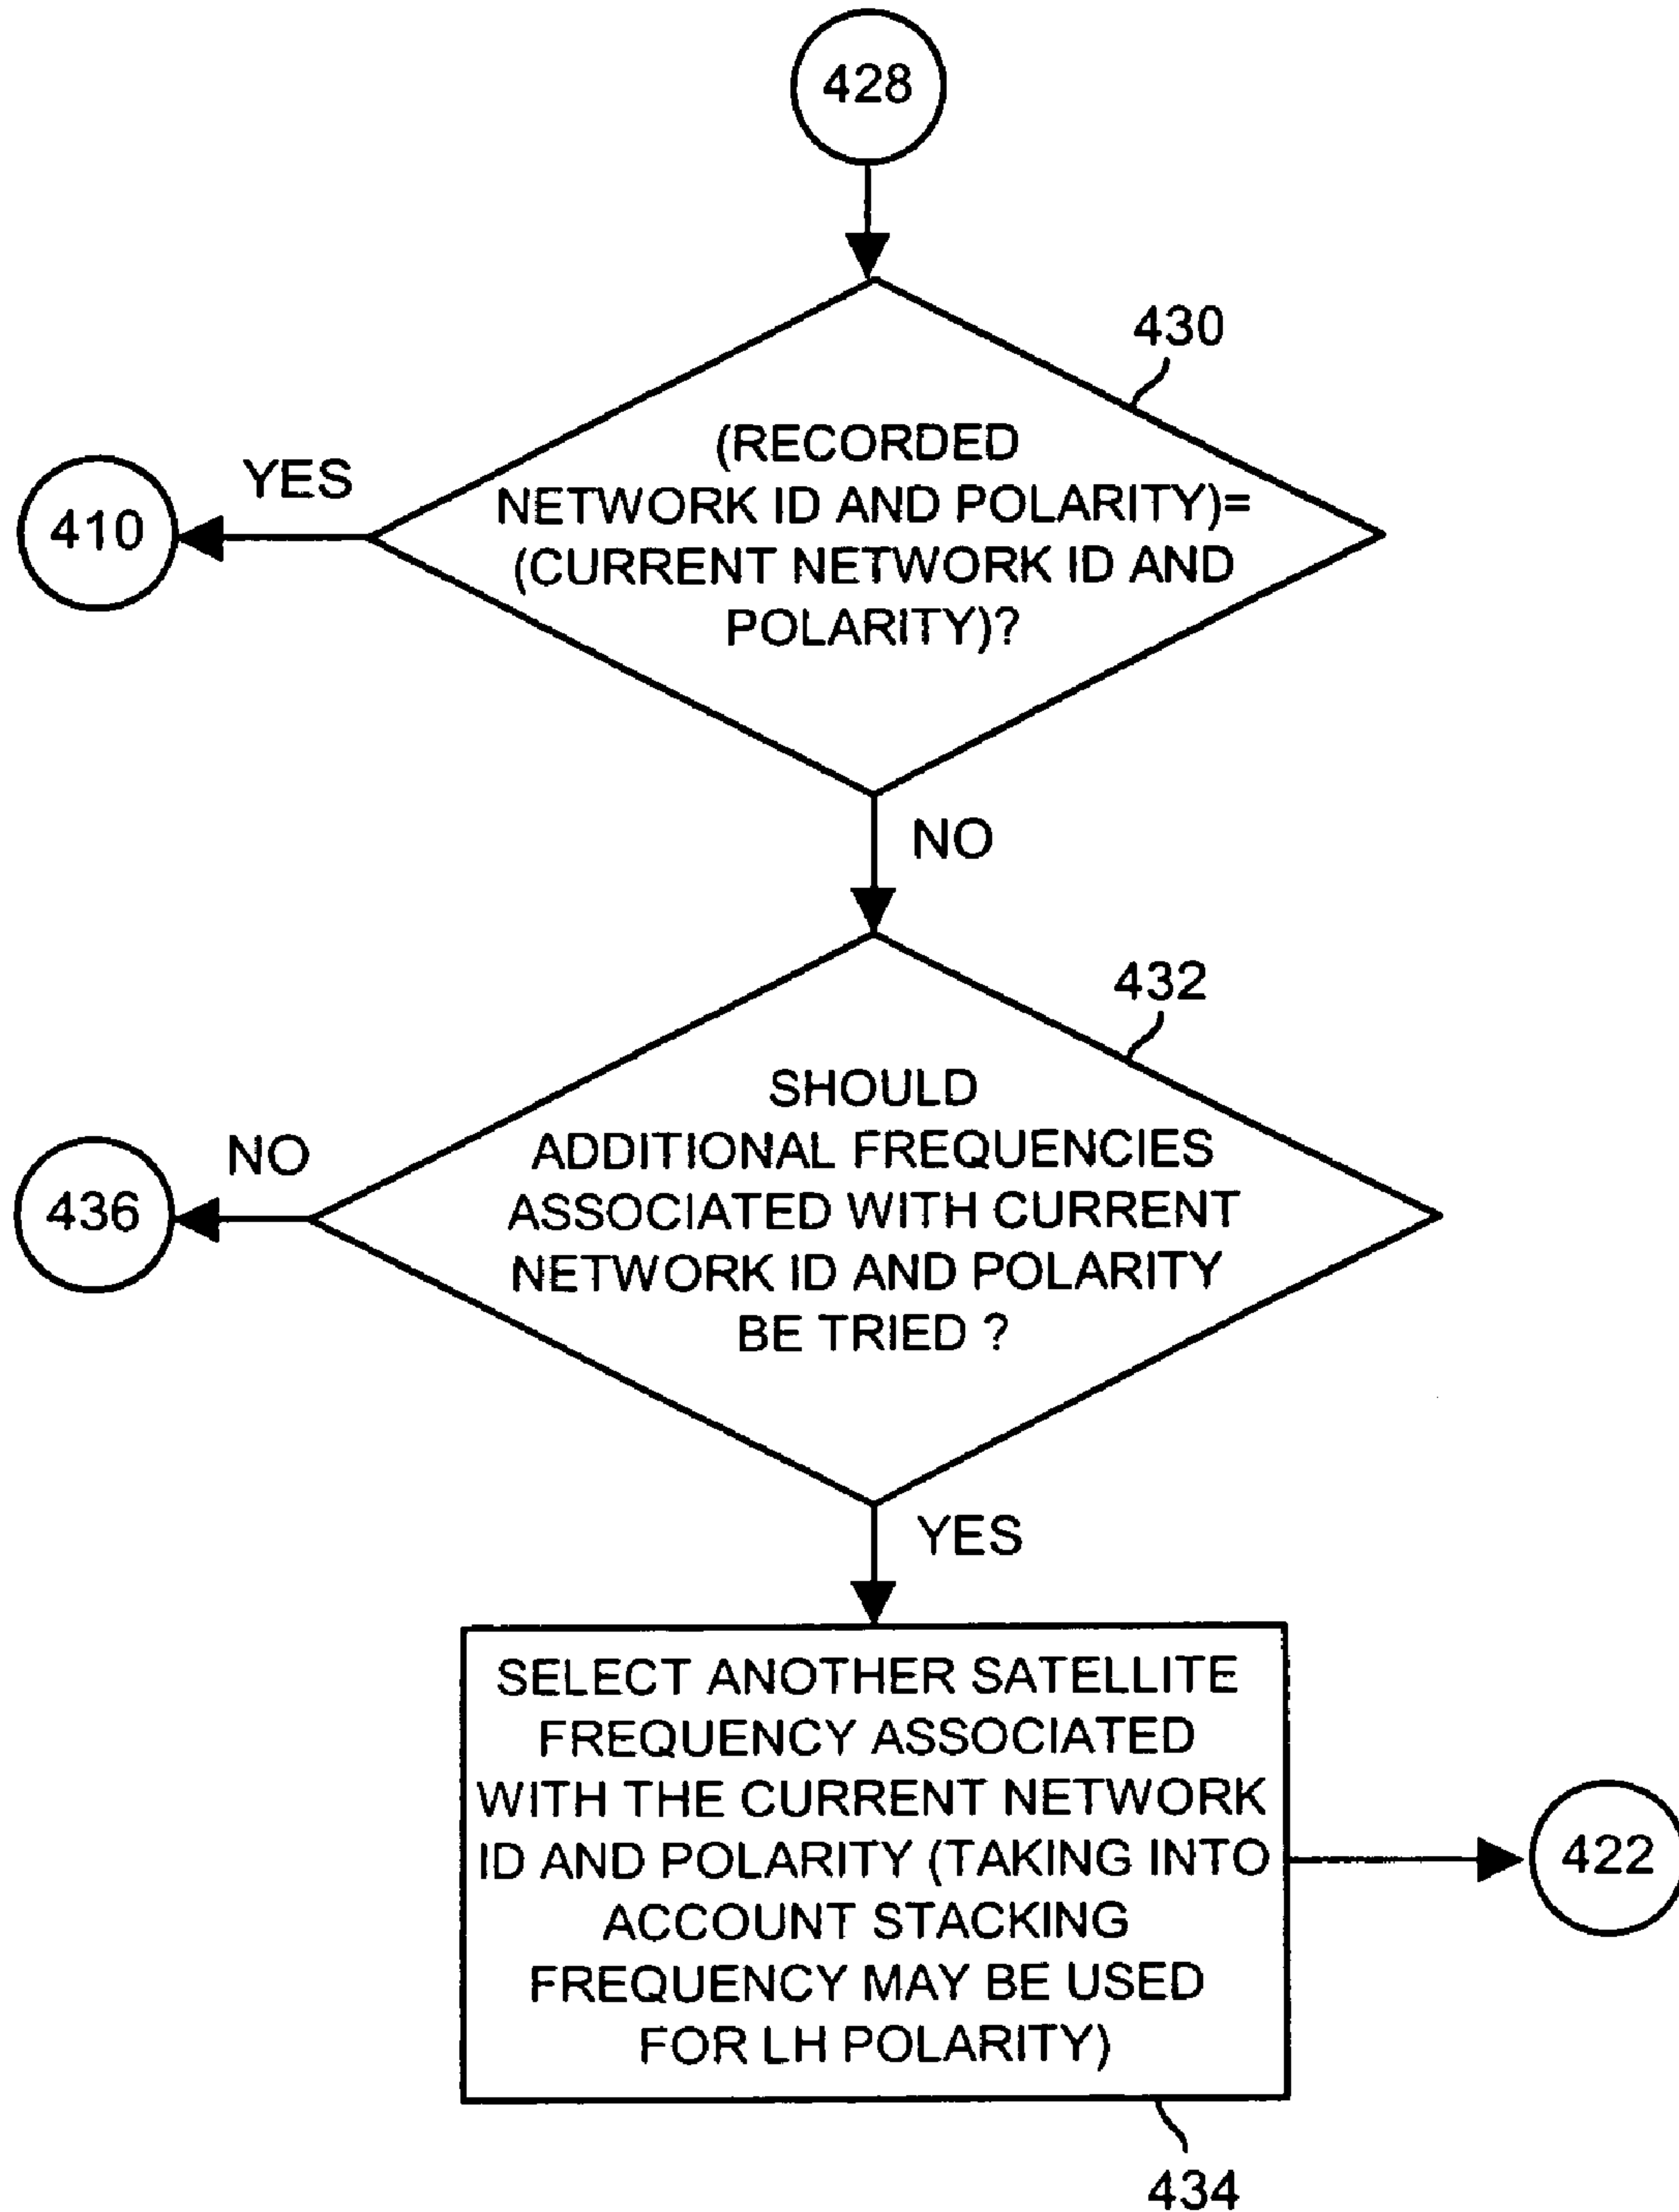 428
430
(RECORDED
NETWORK ID AND POLARITY)=
(CURRENT NETWORK ID AND
POLARITY)?
YES
410
NO
432
SHOULD
ADDITIONAL FREQUENCIES
ASSOCIATED WITH CURRENT
NETWORK ID AND POLARITY
BE TRIED ?
NO
436
YES
SELECT ANOTHER SATELLITE
FREQUENCY ASSOCIATED
WITH THE CURRENT NETWORK
ID AND POLARITY (TAKING INTO
ACCOUNT STACKING
FREQUENCY MAY BE USED
FOR LH POLARITY)
422
434